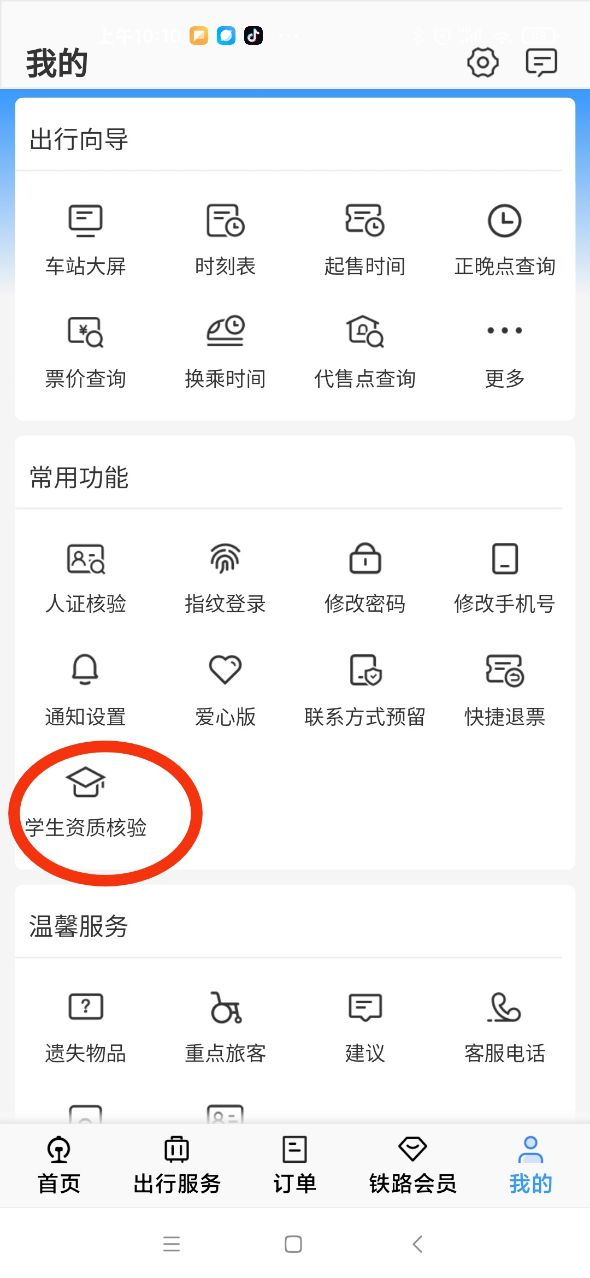 上午10:10
我的
出行向导
车站大屏 时刻表 起售时间 正晚点查询
票价查询 换乘时间 代售点查询 更多
常用功能
人证核验 指纹登录 修改密码 修改手机号
通知设置 爱心版 联系方式预留 快捷退票
学生资质核验
温馨服务
遗失物品 重点旅客 建议 客服电话
首页 出行服务 订单 铁路会员 我的